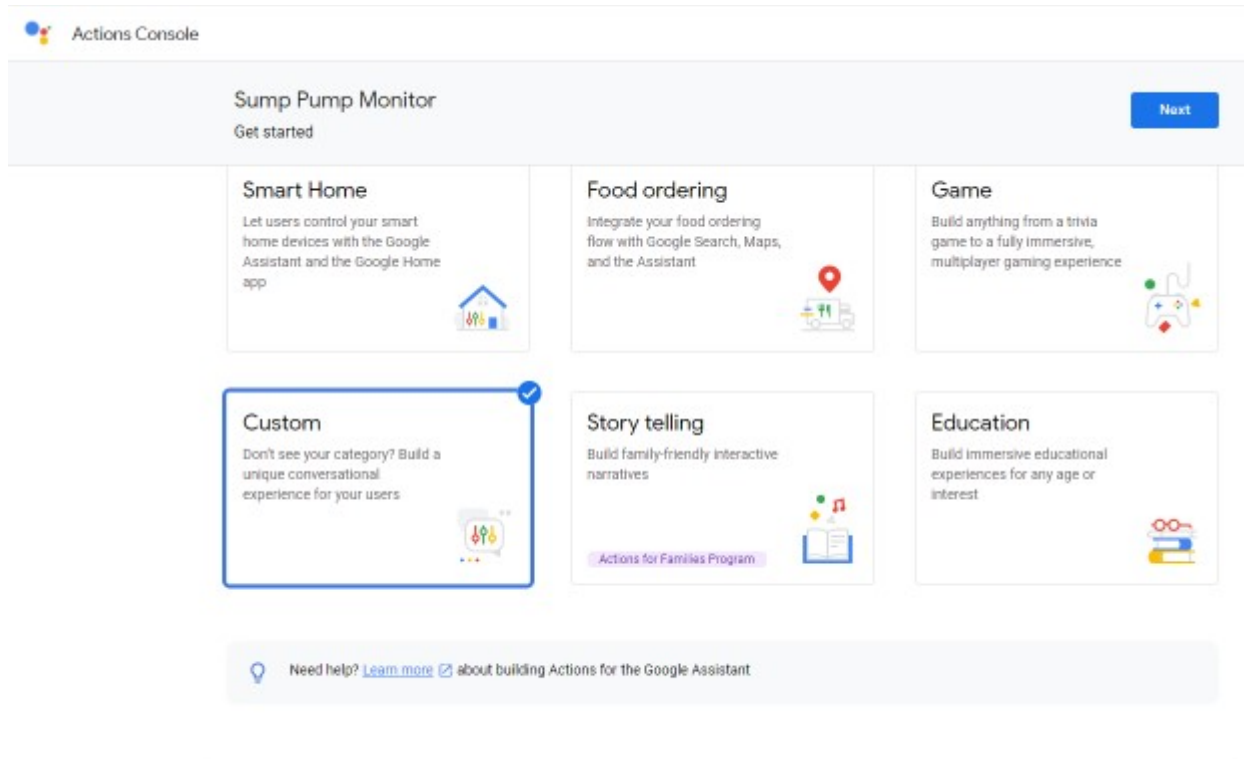 Actions Console
Sump Pump Monitor
Get started
Next
Smart Home
Let users control your smart
home devices with the Google
Assistant and the Google Home
app
Food ordering
Integrate your food ordering
flow with Google Search, Maps,
and the Assistant
Game
Build anything from a trivia
game to a fully immersive,
multiplayer gaming experience
Custom
Don't see your category? Build a
unique conversational
experience for your users
Story telling
Build family-friendly interactive
narratives
Actions for Families Program
Education
Build immersive educational
experiences for any age or
interest
Need help? Learn more about building Actions for the Google Assistant